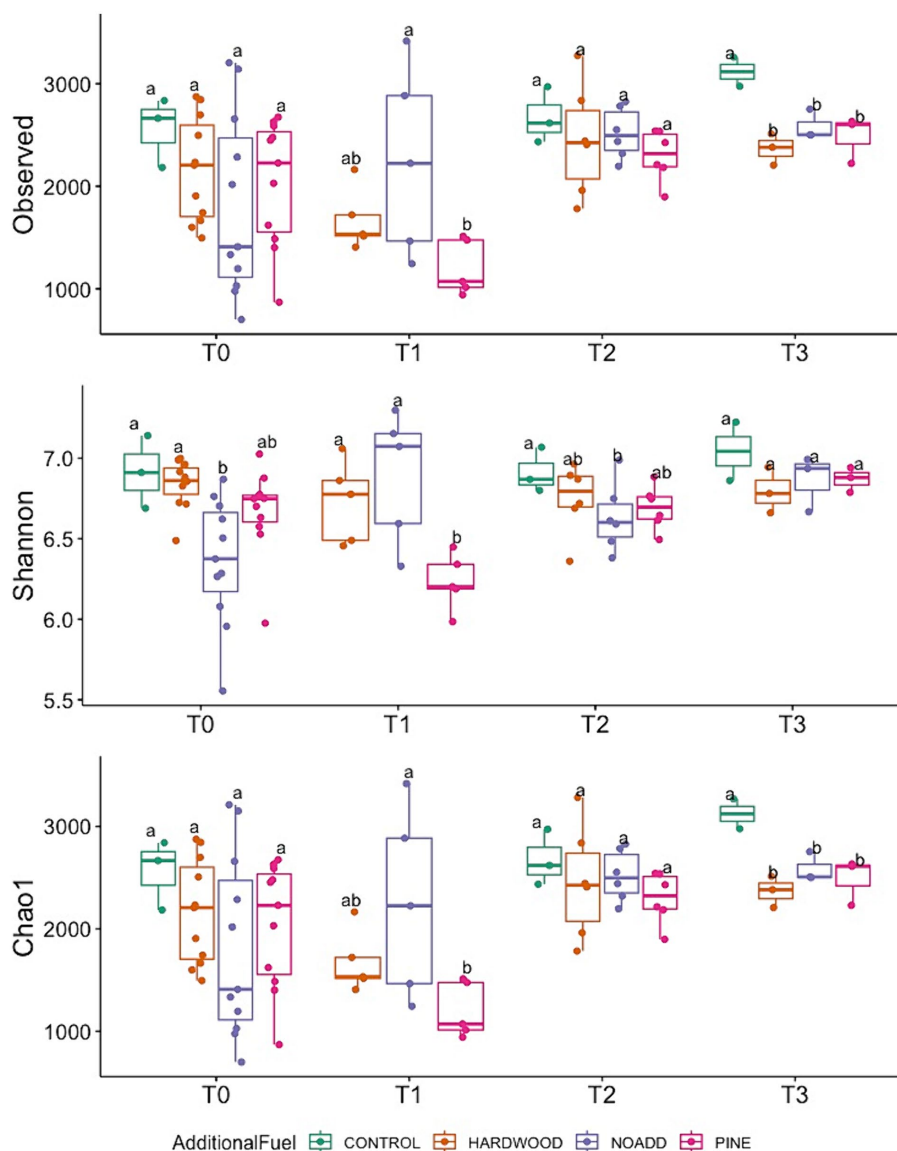 Observed
3000
2000
1000
a a a a ab a b a a a a a b b b
T0 T1 T2 T3
Shannon
7.0
6.5
6.0
5.5
a a b ab a a b a ab b ab a a a a
T0 T1 T2 T3
Chao1
3000
2000
1000
a a a a ab a b a a a a a b b b
T0 T1 T2 T3
AdditionalFuel CONTROL HARDWOOD NOADD PINE